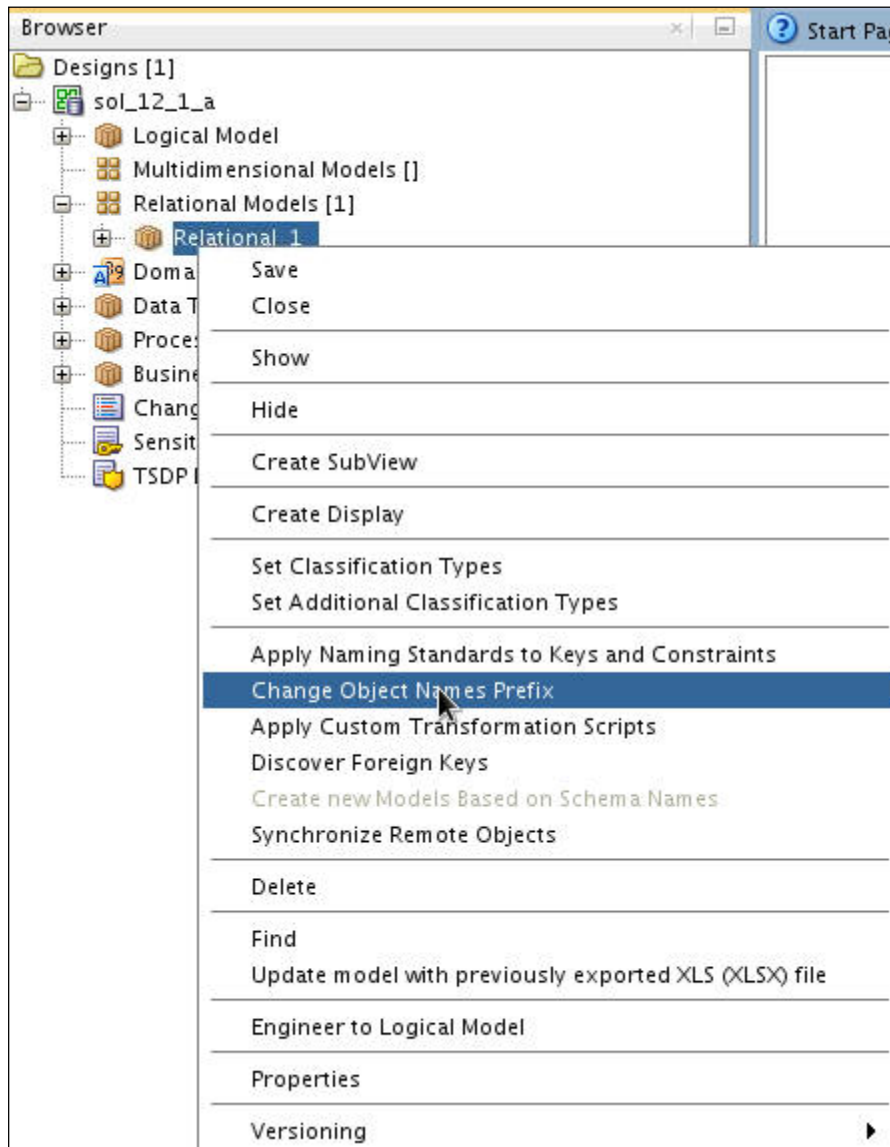 Browser
Start Pa
Designs [1]
sol_12_1_a
Logical Model
Multidimensional Models []
Relational Models [1]
Relational_1
Doma
Data T
Proce
Busine
Chang
Sensit
TSDP
Save
Close
Show
Hide
Create SubView
Create Display
Set Classification Types
Set Additional Classification Types
Apply Naming Standards to Keys and Constraints
Change Object Names Prefix
Apply Custom Transformation Scripts
Discover Foreign Keys
Create new Models Based on Schema Names
Synchronize Remote Objects
Delete
Find
Update model with previously exported XLS (XLSX) file
Engineer to Logical Model
Properties
Versioning